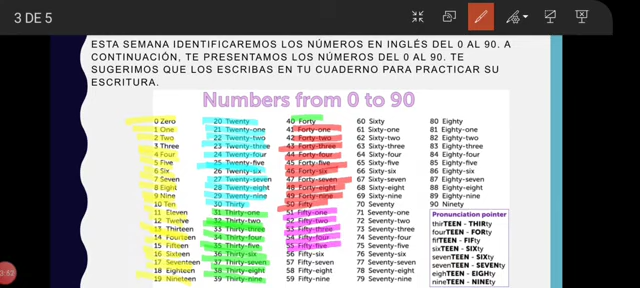 3 DE 5
ESTA SEMANA IDENTIFICAREMOS LOS NÚMEROS EN INGLÉS DEL 0 AL 90. A
CONTINUACIÓN, TE PRESENTAMOS LOS NÚMEROS DEL 0 AL 90. TE
SUGERIMOS QUE LOS ESCRIBAS EN TU CUADERNO PARA PRACTICAR SU
ESCRITURA.
Numbers from 0 to 90
0 Zero
1 One
2 Two
3 Three
4 Four
5 Five
6 Six
7 Seven
8 Eight
9 Nine
10 Ten
11 Eleven
12 Twelve
13 Thirteen
14 Fourteen
15 Fifteen
16 Sixteen
17 Seventeen
18 Eighteen
19 Nineteen
20 Twenty
21 Twenty-one
22 Twenty-two
23 Twenty-three
24 Twenty-four
25 Twenty-five
26 Twenty-six
27 Twenty-seven
28 Twenty-eight
29 Twenty-nine
30 Thirty
31 Thirty-one
32 Thirty-two
33 Thirty-three
34 Thirty-four
35 Thirty-five
36 Thirty-six
37 Thirty-seven
38 Thirty-eight
39 Thirty-nine
40 Forty
41 Forty-one
42 Forty-two
43 Forty-three
44 Forty-four
45 Forty-five
46 Forty-six
47 Forty-seven
48 Forty-eight
49 Forty-nine
50 Fifty
51 Fifty-one
52 Fifty-two
53 Fifty-three
54 Fifty-four
55 Fifty-five
56 Fifty-six
57 Fifty-seven
58 Fifty-eight
59 Fifty-nine
60 Sixty
61 Sixty-one
62 Sixty-two
63 Sixty-three
64 Sixty-four
65 Sixty-five
66 Sixty-six
67 Sixty-seven
68 Sixty-eight
69 Sixty-nine
70 Seventy
71 Seventy-one
72 Seventy-two
73 Seventy-three
74 Seventy-four
75 Seventy-five
76 Seventy-six
77 Seventy-seven
78 Seventy-eight
79 Seventy-nine
80 Eighty
81 Eighty-one
82 Eighty-two
83 Eighty-three
84 Eighty-four
85 Eighty-five
86 Eighty-six
87 Eighty-seven
88 Eighty-eight
89 Eighty-nine
90 Ninety
Pronunciation pointer
thirTEEN - THIRty
fourTEEN - FORty
fifTEEN - FIFty
sixTEEN - SIXty
sevenTEEN - SIXty
sevenTEEN - SEVENty
eighTEEN - EIGHty
nineTEEN - NINEty